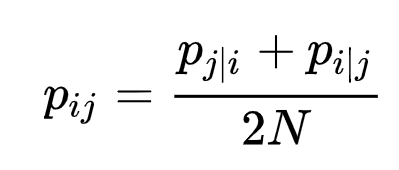 p_{ij} = \frac{p_{j|i} + p_{i|j}}{2N}